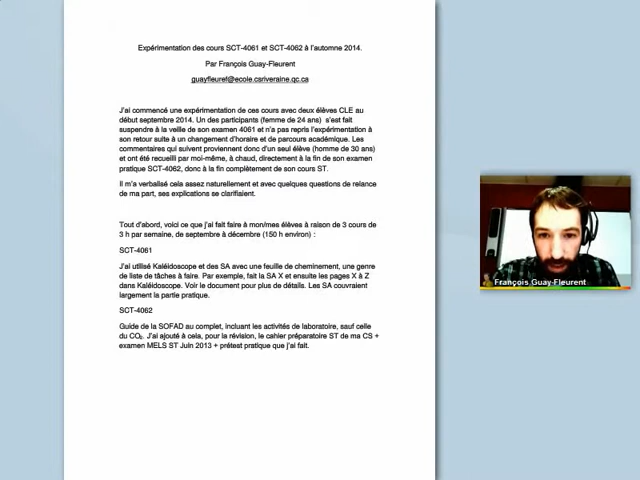 Expérimentation des cours SCT-4061 et SCT-4062 à l'automne 2014.
Par François Guay-Fleurent
guayfleuref@ecole.csriveraine.qc.ca
J'ai commencé une expérimentation de ces cours avec deux élèves CLE au
début septembre 2014. Un des participants (femme de 24 ans) s'est fait
suspendre à la veille de son examen 4061 et n'a pas repris l'expérimentation à
son retour suite à un changement d'horaire et de parcours académique. Les
commentaires qui suivent proviennent donc d'un seul élève (homme de 30 ans)
et ont été recueilli par moi-même, à chaud, directement à la fin de son examen
pratique SCT-4062, donc à la fin complètement de son cours ST.
Il m'a verbalisé cela assez naturellement et avec quelques questions de relance
de ma part, ses explications se clarifiaient.
Tout d'abord, voici ce que j'ai fait faire à mon/mes élèves à raison de 3 cours de
3 h par semaine, de septembre à décembre (150 h environ) :
SCT-4061
J'ai utilisé Kaléidoscope et des SA avec une feuille de cheminement, une genre
de liste de tâches à faire. Par exemple, fait la SA X et ensuite les pages X à Z
dans Kaléidoscope. Voir le document pour plus de détails. Les SA couvraient
largement la partie pratique.
SCT-4062
Guide de la SOFAD au complet, incluant les activités de laboratoire, sauf celle
du CO₂. J'ai ajouté à cela, pour la révision, le cahier préparatoire ST de ma CS +
examen MELS ST Juin 2013 + prétest pratique que j'ai fait.
François Guay-Fleurent